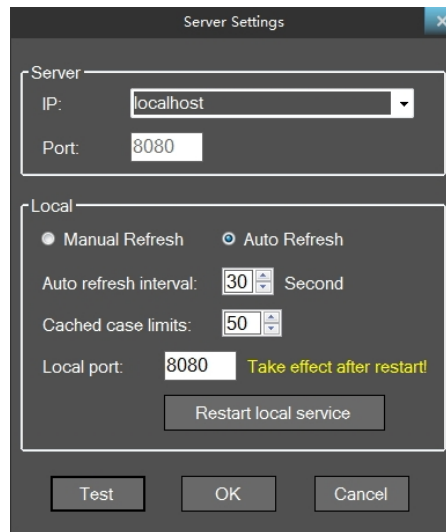 Server Settings
Server
IP: localhost
Port: 8080
Local
Manual Refresh Auto Refresh
Auto refresh interval: 30 Second
Cached case limits: 50
Local port: 8080 Take effect after restart!
Restart local service
Test OK Cancel